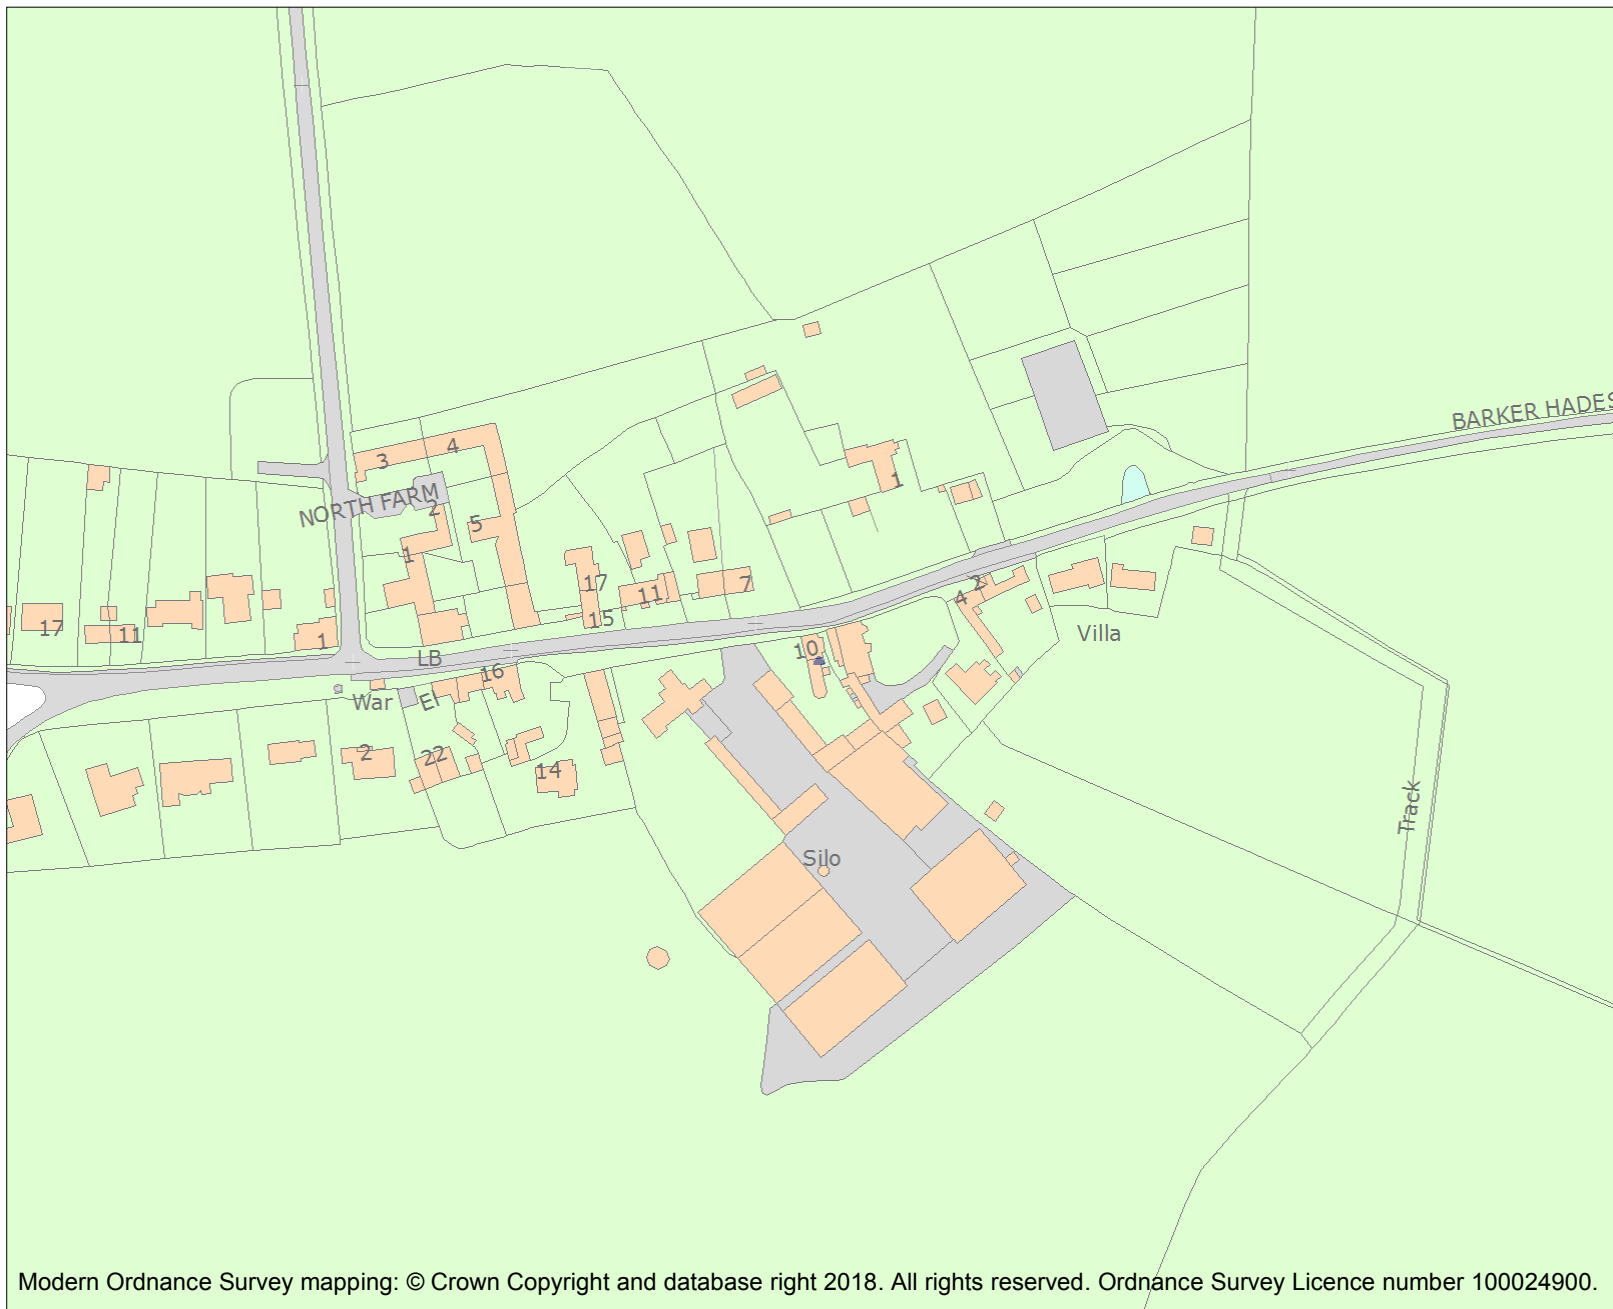 BARKER HADES
3
4
1
NORTH FARM
2
5
1
17
11
7
15
2
4
17
11
1
10
Villa
LB
16
War
El
2
22
14
Track
Silo
Modern Ordnance Survey mapping: © Crown Copyright and database right 2018. All rights reserved. Ordnance Survey Licence number 100024900.